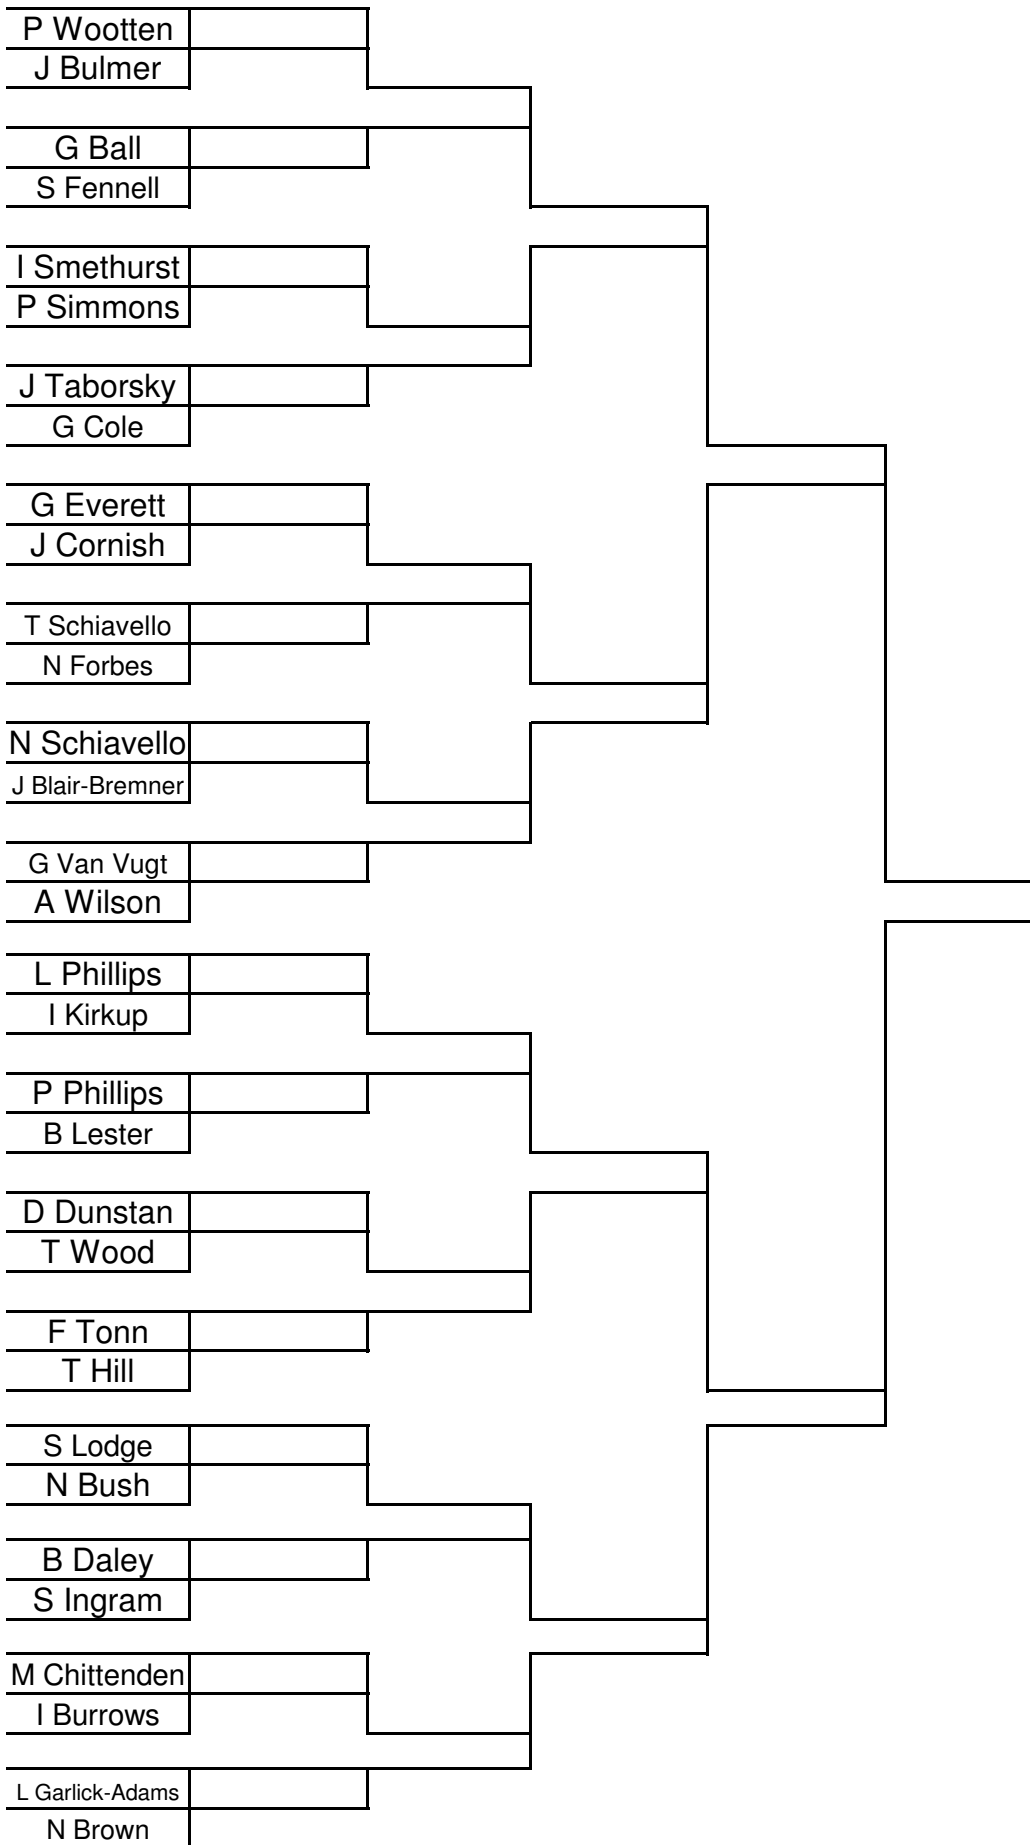 P Wootten
J Bulmer
G Ball
S Fennell
I Smethurst
P Simmons
J Taborsky
G Cole
G Everett
J Cornish
T Schiavello
N Forbes
N Schiavello
J Blair-Bremner
G Van Vugt
A Wilson
L Phillips
I Kirkup
P Phillips
B Lester
D Dunstan
T Wood
F Tonn
T Hill
S Lodge
N Bush
B Daley
S Ingram
M Chittenden
I Burrows
L Garlick-Adams
N Brown